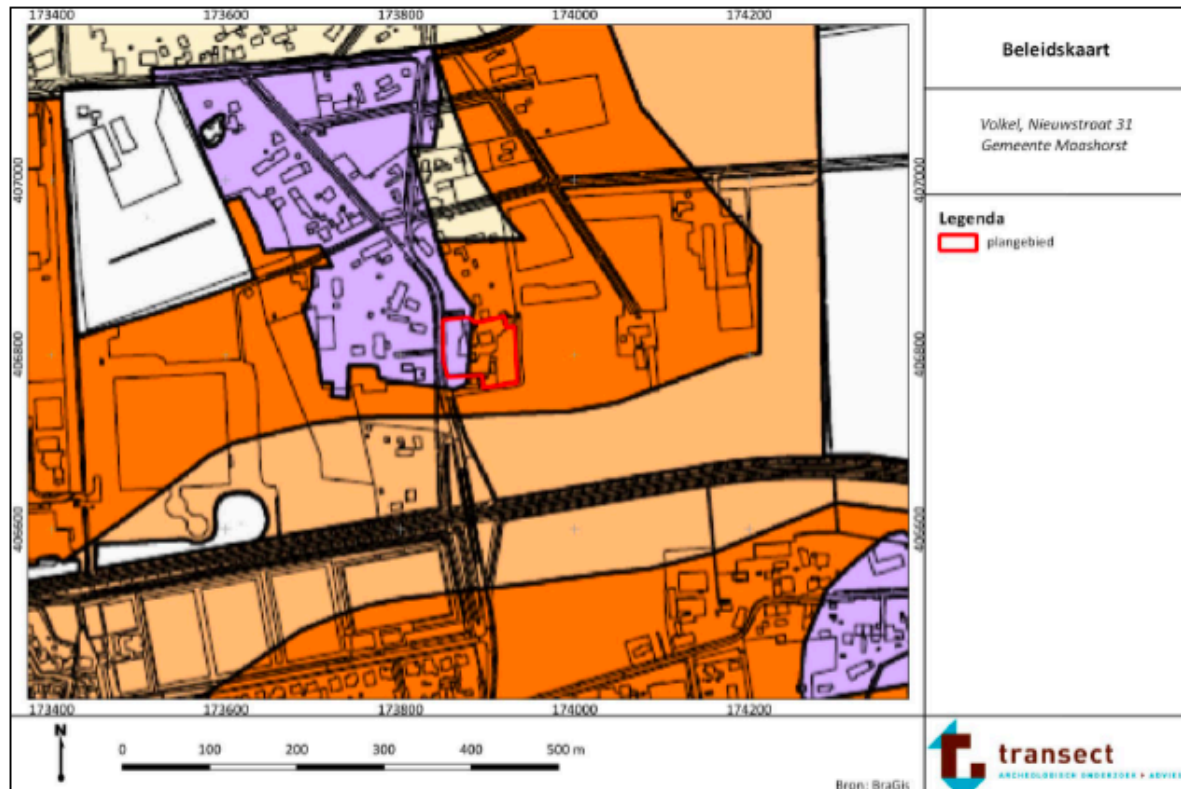 173400 173600 173800 174000 174200
407000
406800
406600
407000
406800
406600
173400 173600 173800 174000 174200
Beleidskaart
Volkel, Nieuwstraat 31
Gemeente Maashorst
Legenda
plangebied
N
0 100 200 300 400 500 m
Bron: BraGis
transect
ARCHEOLOGISCH ONDERZOEK + ADVIES